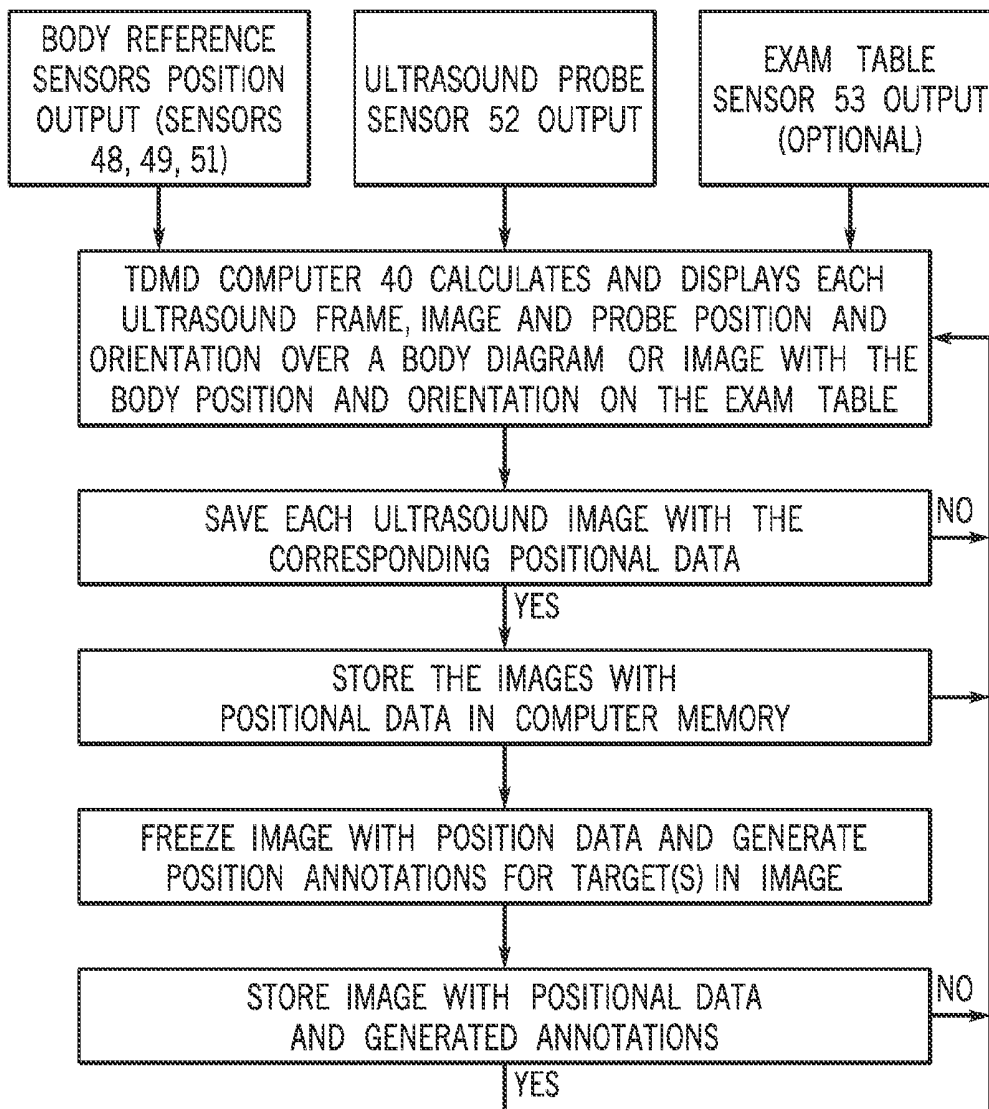 BODY REFERENCE
SENSORS POSITION
OUTPUT (SENSORS
48, 49, 51)
ULTRASOUND PROBE
SENSOR 52 OUTPUT
EXAM TABLE
SENSOR 53 OUTPUT
(OPTIONAL)
TDMD COMPUTER 40 CALCULATES AND DISPLAYS EACH
ULTRASOUND FRAME, IMAGE AND PROBE POSITION AND
ORIENTATION OVER A BODY DIAGRAM OR IMAGE WITH THE
BODY POSITION AND ORIENTATION ON THE EXAM TABLE
SAVE EACH ULTRASOUND IMAGE WITH THE
CORRESPONDING POSITIONAL DATA
NO
YES
STORE THE IMAGES WITH
POSITIONAL DATA IN COMPUTER MEMORY
FREEZE IMAGE WITH POSITION DATA AND GENERATE
POSITION ANNOTATIONS FOR TARGET(S) IN IMAGE
STORE IMAGE WITH POSITIONAL DATA
AND GENERATED ANNOTATIONS
NO
YES